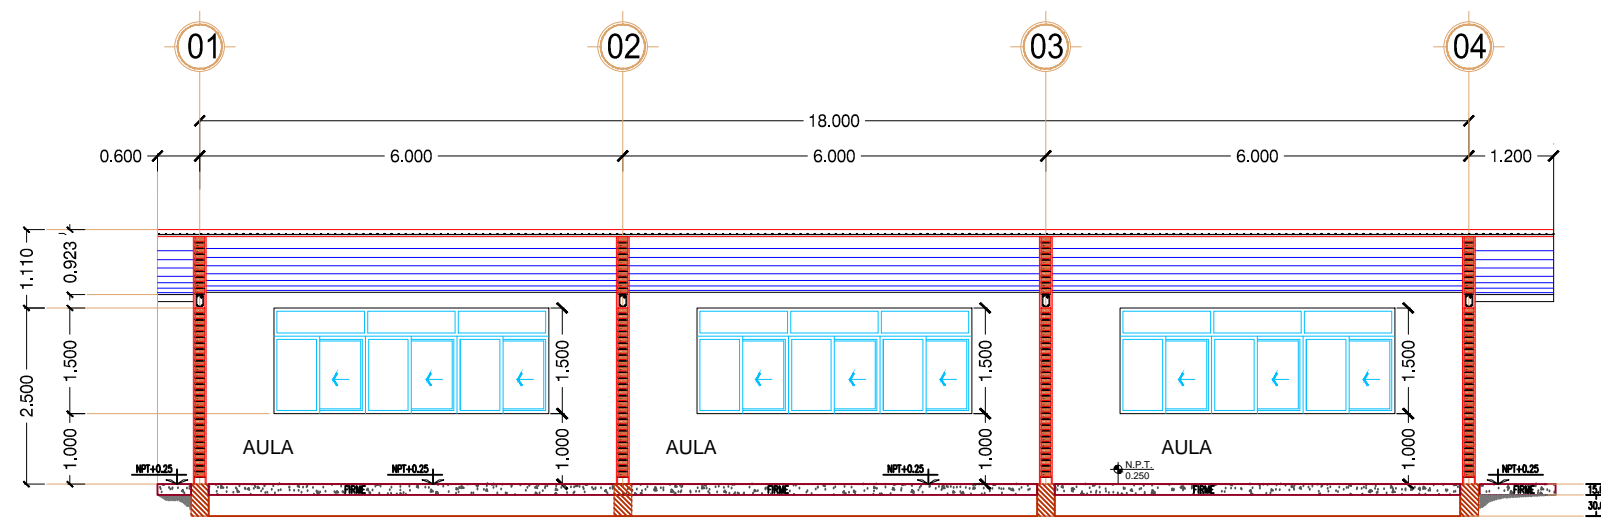 01 02 03 04
18.000
0.600 6.000 6.000 6.000 1.200
1.110 0.923
2.500 1.500 1.500 1.500 1.500
1.000 1.000 1.000 1.000
AULA AULA AULA
NPT+0.25 NPT+0.25 NPT+0.25 N.P.T. NPT+0.25
0.250
FIRME FIRME FIRME FIRME